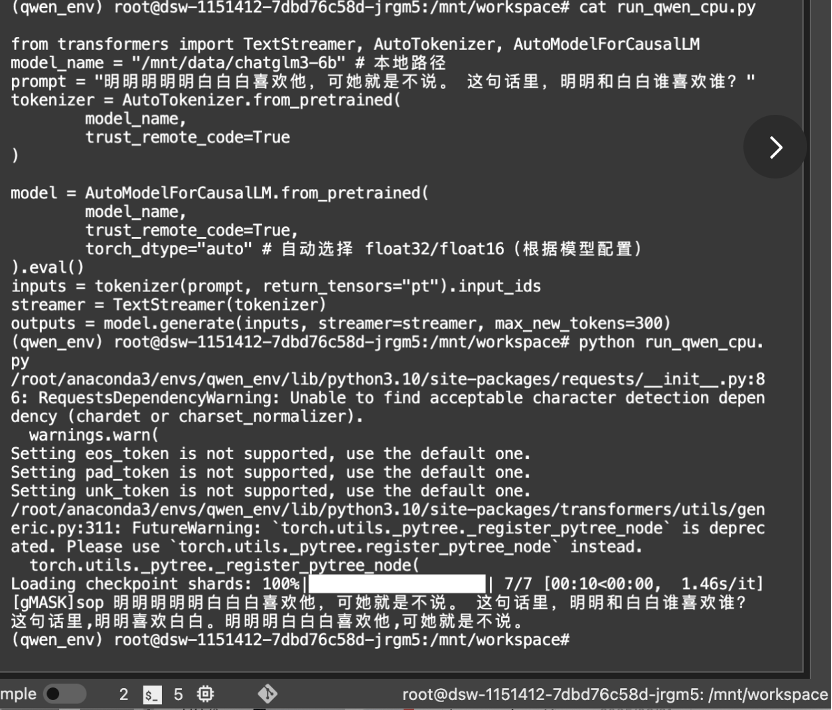 (qwen_env) root@dsw-1151412-7dbd76c58d-jrgm5:/mnt/workspace# cat run_qwen_cpu.py
from transformers import TextStreamer, AutoTokenizer, AutoModelForCausalLM
model_name = "/mnt/data/chatglm3-6b" # 本地路径
prompt = "明明明明明白白白喜欢他，可她就是不说。 这句话里，明明和白白谁喜欢谁？"
tokenizer = AutoTokenizer.from_pretrained(
        model_name,
        trust_remote_code=True
)
model = AutoModelForCausalLM.from_pretrained(
        model_name,
        trust_remote_code=True,
        torch_dtype="auto" # 自动选择 float32/float16（根据模型配置）
).eval()
inputs = tokenizer(prompt, return_tensors="pt").input_ids
streamer = TextStreamer(tokenizer)
outputs = model.generate(inputs, streamer=streamer, max_new_tokens=300)
(qwen_env) root@dsw-1151412-7dbd76c58d-jrgm5:/mnt/workspace# python run_qwen_cpu.
py
/root/anaconda3/envs/qwen_env/lib/python3.10/site-packages/requests/__init__.py:8
6: RequestsDependencyWarning: Unable to find acceptable character detection depen
dency (chardet or charset_normalizer).
  warnings.warn(
Setting eos_token is not supported, use the default one.
Setting pad_token is not supported, use the default one.
Setting unk_token is not supported, use the default one.
/root/anaconda3/envs/qwen_env/lib/python3.10/site-packages/transformers/utils/gen
eric.py:311: FutureWarning: `torch.utils._pytree._register_pytree_node` is deprec
ated. Please use `torch.utils._pytree.register_pytree_node` instead.
  torch.utils._pytree._register_pytree_node(
Loading checkpoint shards: 100%|| 7/7 [00:10<00:00,  1.46s/it]
[gMASK]sop 明明明明明白白白喜欢他，可她就是不说。 这句话里，明明和白白谁喜欢谁？
这句话里,明明喜欢白白。明明明白白白喜欢他,可她就是不说。
(qwen_env) root@dsw-1151412-7dbd76c58d-jrgm5:/mnt/workspace#
mple 2 $_ 5 root@dsw-1151412-7dbd76c58d-jrgm5: /mnt/workspace